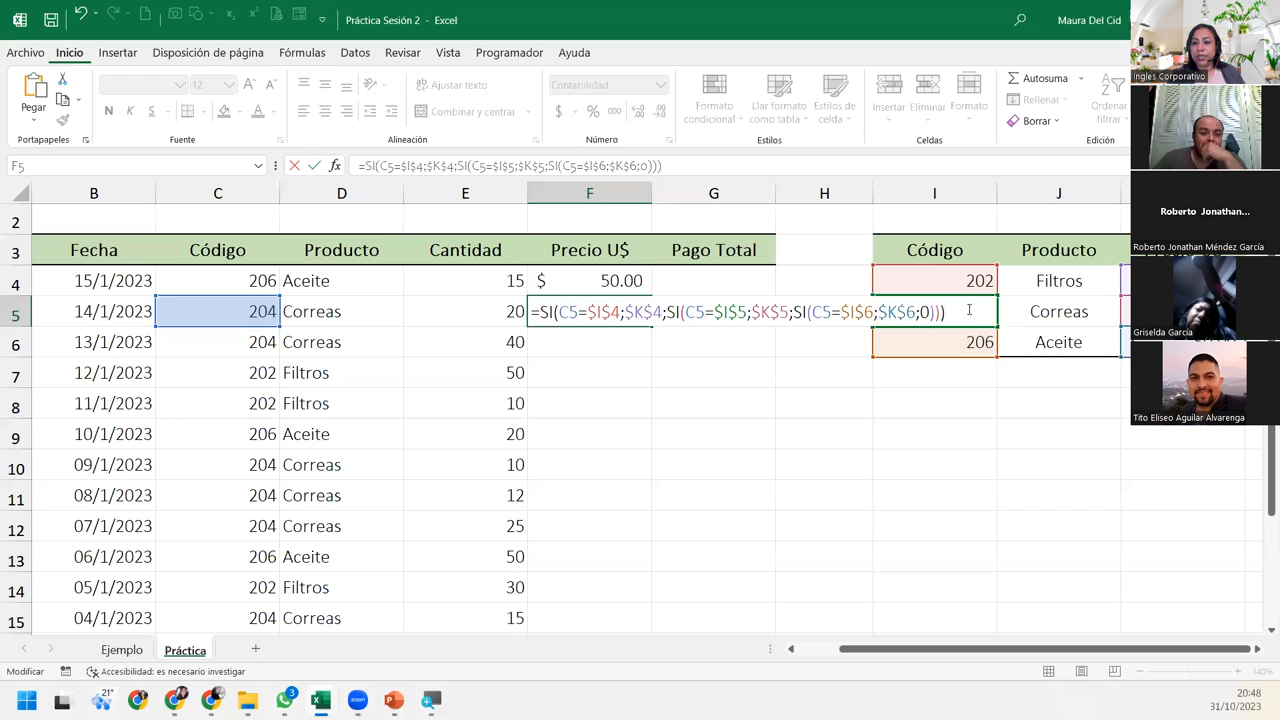 Práctica Sesión 2 - Excel
Maura Del Cid
Archivo Inicio Insertar Disposición de página Fórmulas Datos Revisar Vista Programador Ayuda
Pegar
12
N K S
Ajustar texto
Combinar y centrar
Contabilidad
$ % 000
Formato condicional
Dar formato como tabla
Estilos de celda
Insertar Eliminar Formato
Autosuma
Rellenar
Borrar
Ordenar filtrar
Portapapeles Fuente Alineación Número Estilos Celdas Edición
F5 fx =SI(C5=$I$4;$K$4;SI(C5=$I$5;$K$5;SI(C5=$I$6;$K$6;0)))
B C D E F G H I J
2
3 Fecha Código Producto Cantidad Precio U$ Pago Total Código Producto
4 15/1/2023 206 Aceite 15 $ 50.00 202 Filtros
5 14/1/2023 204 Correas 20 =SI(C5=$I$4;$K$4;SI(C5=$I$5;$K$5;SI(C5=$I$6;$K$6;0))) Correas
6 13/1/2023 204 Correas 40 206 Aceite
7 12/1/2023 202 Filtros 50
8 11/1/2023 202 Filtros 10
9 10/1/2023 206 Aceite 20
10 09/1/2023 204 Correas 10
11 08/1/2023 204 Correas 12
12 07/1/2023 204 Correas 25
13 06/1/2023 206 Aceite 50
14 05/1/2023 202 Filtros 30
15 04/1/2023 204 Correas 15
Ejemplo Práctica
Modificar Accesibilidad: es necesario investigar 140%
21°
3
zoom
20:48
31/10/2023
Ingles Corporativo
Roberto Jonathan...
Roberto Jonathan Méndez García
Griselda García
Tito Eliseo Aguilar Alvarenga